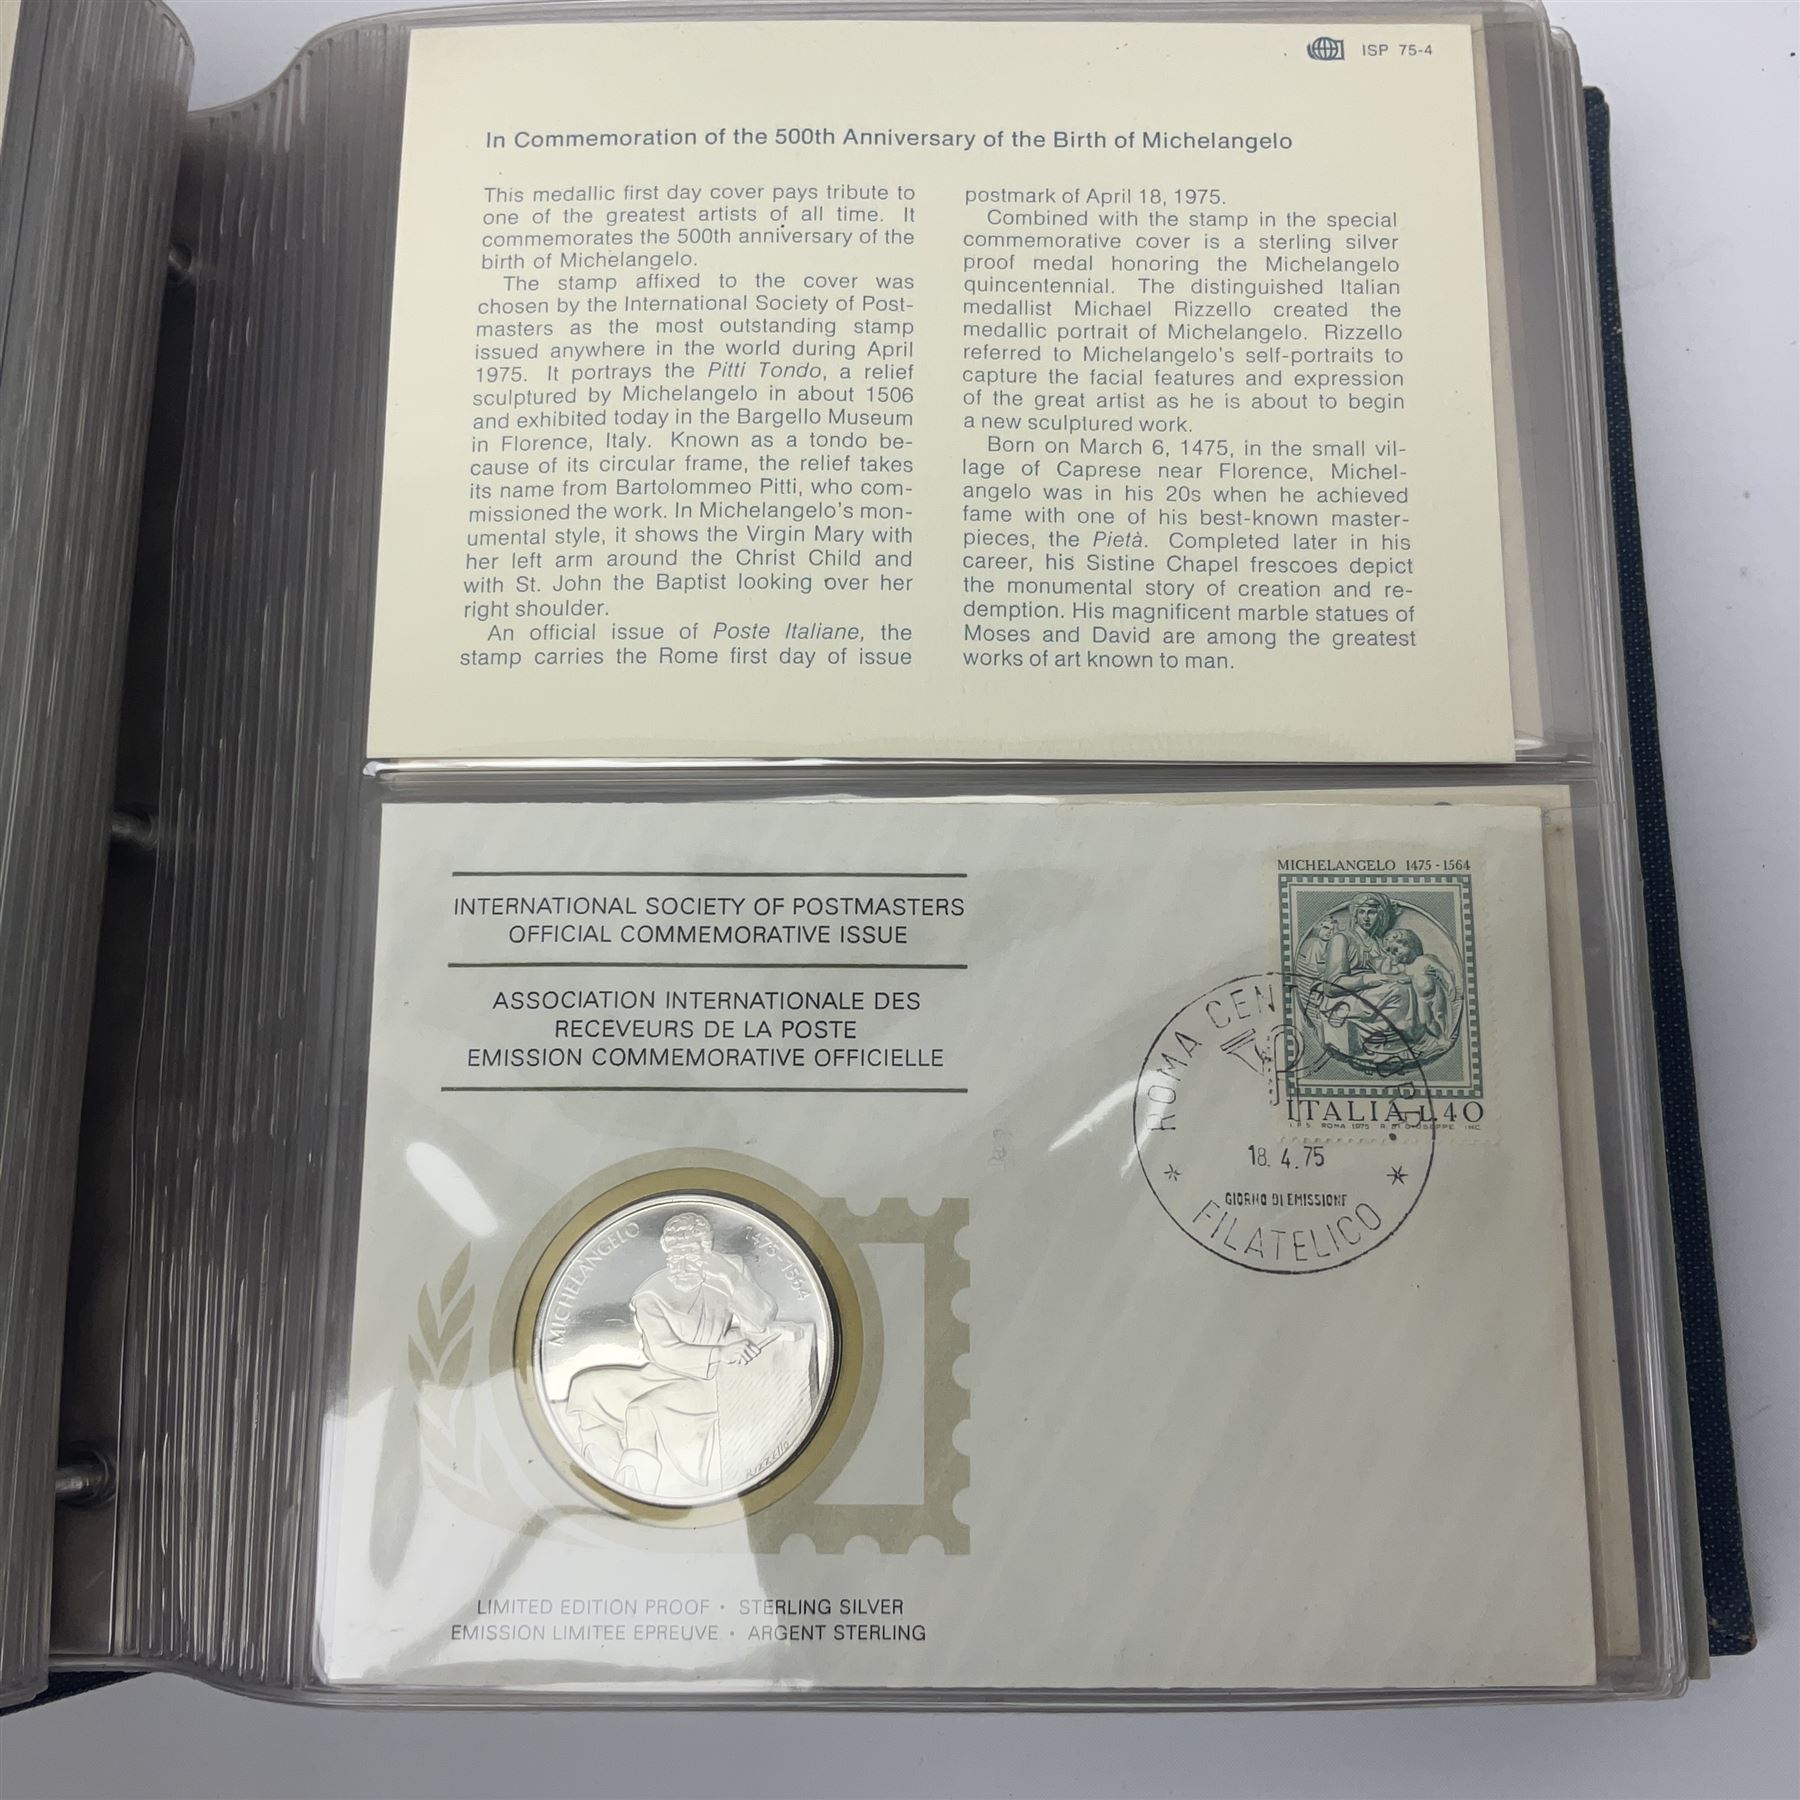 ISP 75-4
In Commemoration of the 500th Anniversary of the Birth of Michelangelo
This medallic first day cover pays tribute to
one of the greatest artists of all time. It
commemorates the 500th anniversary of the
birth of Michelangelo.
The stamp affixed to the cover was
chosen by the International Society of Post-
masters as the most outstanding stamp
issued anywhere in the world during April
1975. It portrays the Pitti Tondo, a relief
sculptured by Michelangelo in about 1506
and exhibited today in the Bargello Museum
in Florence, Italy. Known as a tondo be-
cause of its circular frame, the relief takes
its name from Bartolommeo Pitti, who com-
missioned the work. In Michelangelo's mon-
umental style, it shows the Virgin Mary with
her left arm around the Christ Child and
with St. John the Baptist looking over her
right shoulder.
An official issue of Poste Italiane, the
stamp carries the Rome first day of issue
postmark of April 18, 1975.
Combined with the stamp in the special
commemorative cover is a sterling silver
proof medal honoring the Michelangelo
quincentennial. The distinguished Italian
medallist Michael Rizzello created the
medallic portrait of Michelangelo. Rizzello
referred to Michelangelo's self-portraits to
capture the facial features and expression
of the great artist as he is about to begin
a new sculptured work.
Born on March 6, 1475, in the small vil-
lage of Caprese near Florence, Michel-
angelo was in his 20s when he achieved
fame with one of his best-known master-
pieces, the Pietà. Completed later in his
career, his Sistine Chapel frescoes depict
the monumental story of creation and re-
demption. His magnificent marble statues of
Moses and David are among the greatest
works of art known to man.
INTERNATIONAL SOCIETY OF POSTMASTERS
OFFICIAL COMMEMORATIVE ISSUE
ASSOCIATION INTERNATIONALE DES
RECEVEURS DE LA POSTE
EMISSION COMMEMORATIVE OFFICIELLE
MICHELANGELO 1475-1564
ITALIA L.40
I.P.S. ROMA 1975 R. DI GIUSEPPE INC.
ROMA CENTRO
18.4.75
GIORNO DI EMISSIONE
FILATELICO
MICHELANGELO 1475-1564
RIZZELLO
LIMITED EDITION PROOF · STERLING SILVER
EMISSION LIMITEE EPREUVE · ARGENT STERLING